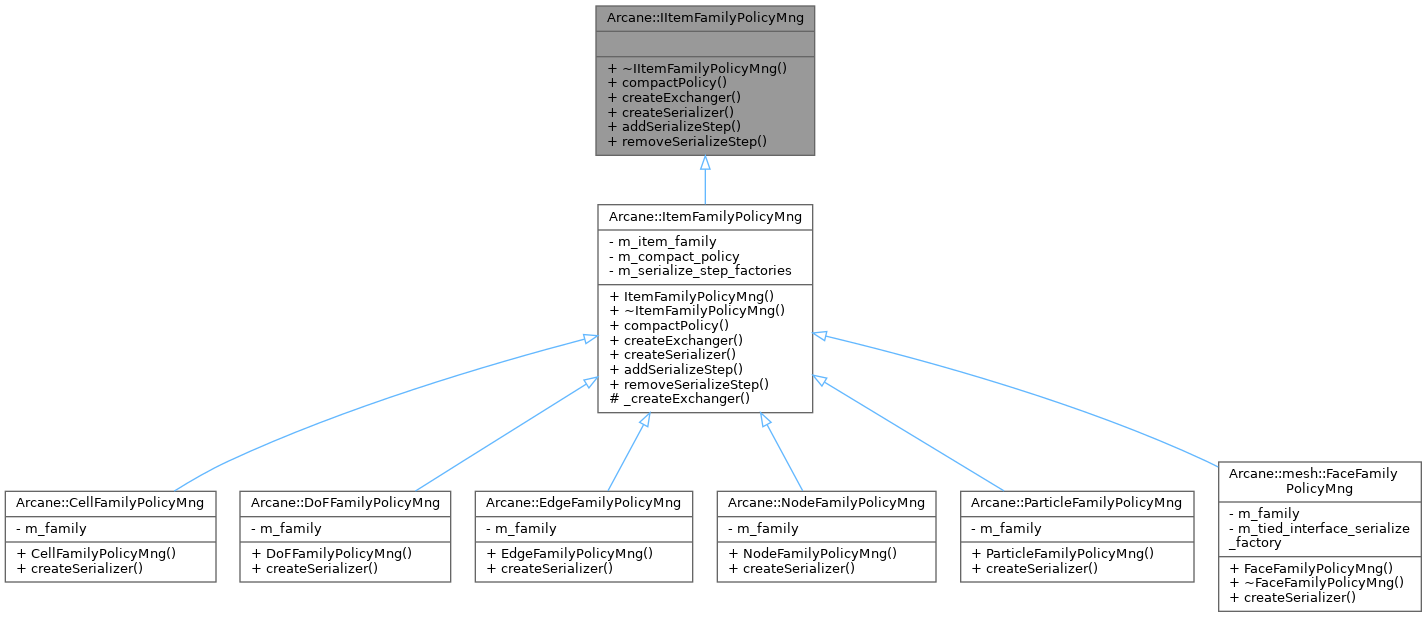 Arcane::IItemFamilyPolicyMng
+ ~IItemFamilyPolicyMng()
+ compactPolicy()
+ createExchanger()
+ createSerializer()
+ addSerializeStep()
+ removeSerializeStep()
Arcane::ItemFamilyPolicyMng
- m_item_family
- m_compact_policy
- m_serialize_step_factories
+ ItemFamilyPolicyMng()
+ ~ItemFamilyPolicyMng()
+ compactPolicy()
+ createExchanger()
+ createSerializer()
+ addSerializeStep()
+ removeSerializeStep()
# _createExchanger()
Arcane::CellFamilyPolicyMng
- m_family
+ CellFamilyPolicyMng()
+ createSerializer()
Arcane::DoFFamilyPolicyMng
- m_family
+ DoFFamilyPolicyMng()
+ createSerializer()
Arcane::EdgeFamilyPolicyMng
- m_family
+ EdgeFamilyPolicyMng()
+ createSerializer()
Arcane::NodeFamilyPolicyMng
- m_family
+ NodeFamilyPolicyMng()
+ createSerializer()
Arcane::ParticleFamilyPolicyMng
- m_family
+ ParticleFamilyPolicyMng()
+ createSerializer()
Arcane::mesh::FaceFamily
PolicyMng
- m_family
- m_tied_interface_serialize
_factory
+ FaceFamilyPolicyMng()
+ ~FaceFamilyPolicyMng()
+ createSerializer()